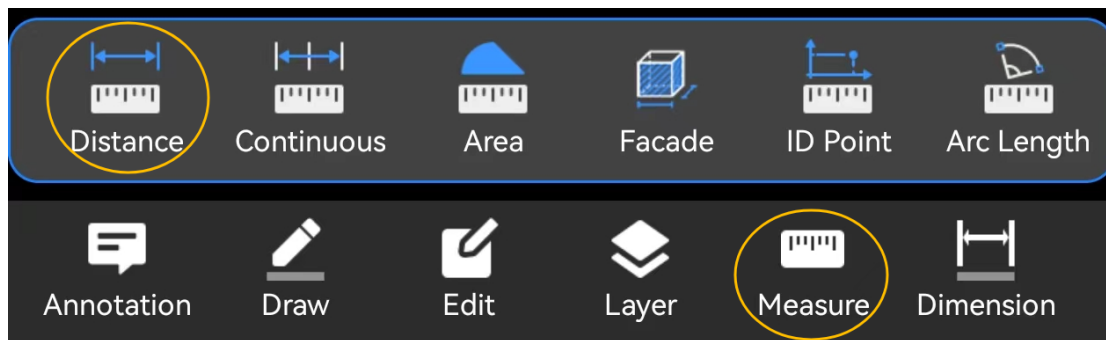 Distance Continuous Area Facade ID Point Arc Length
Annotation Draw Edit Layer Measure Dimension